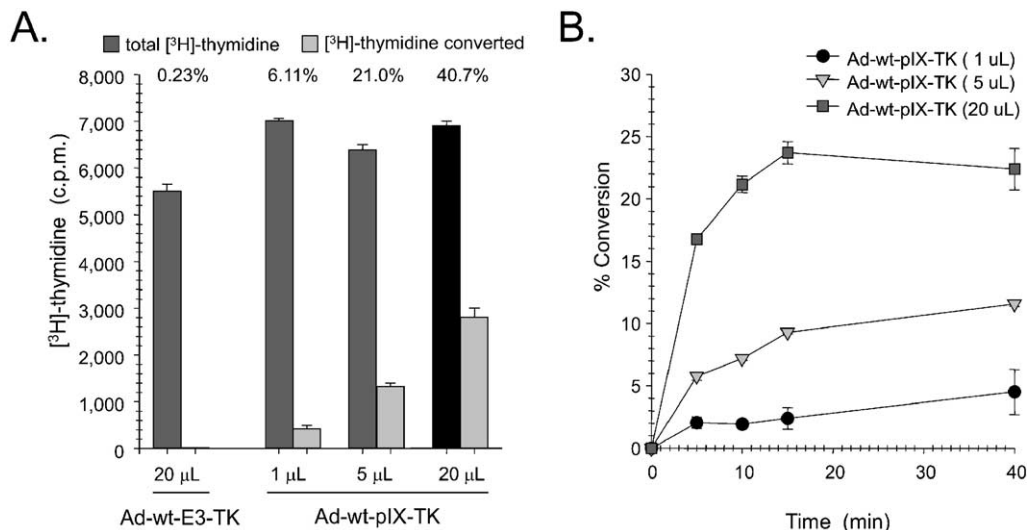 A.
total [³H]-thymidine
[³H]-thymidine converted
0.23%
6.11%
21.0%
40.7%
8,000
7,000
6,000
5,000
4,000
3,000
2,000
1,000
0
[³H]-thymidine (c.p.m.)
20 µL
1 µL
5 µL
20 µL
Ad-wt-E3-TK
Ad-wt-pIX-TK
B.
Ad-wt-pIX-TK ( 1 uL)
Ad-wt-pIX-TK ( 5 uL)
Ad-wt-pIX-TK (20 uL)
30
25
20
15
10
5
0
% Conversion
0
10
20
30
40
Time (min)